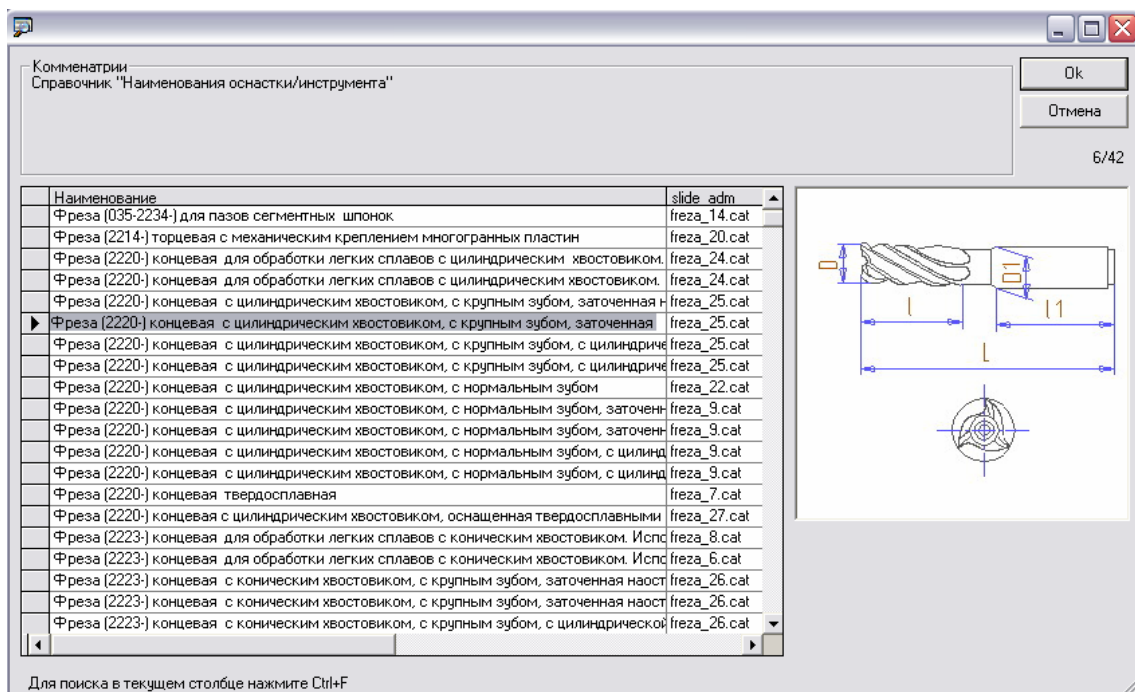 Комменатрии
Справочник "Наименования оснастки/инструмента"
Ok
Отмена
6/42
Наименование slide_adm
Фреза (035-2234-) для пазов сегментных шпонок freza_14.cat
Фреза (2214-) торцевая с механическим креплением многогранных пластин freza_20.cat
Фреза (2220-) концевая для обработки легких сплавов с цилиндрическим хвостовиком. freza_24.cat
Фреза (2220-) концевая для обработки легких сплавов с цилиндрическим хвостовиком. freza_24.cat
Фреза (2220-) концевая с цилиндрическим хвостовиком, с крупным зубом, заточенная н freza_25.cat
Фреза (2220-) концевая с цилиндрическим хвостовиком, с крупным зубом, заточенная freza_25.cat
Фреза (2220-) концевая с цилиндрическим хвостовиком, с крупным зубом, с цилиндриче freza_25.cat
Фреза (2220-) концевая с цилиндрическим хвостовиком, с крупным зубом, с цилиндриче freza_25.cat
Фреза (2220-) концевая с цилиндрическим хвостовиком, с нормальным зубом freza_22.cat
Фреза (2220-) концевая с цилиндрическим хвостовиком, с нормальным зубом, заточенн freza_9.cat
Фреза (2220-) концевая с цилиндрическим хвостовиком, с нормальным зубом, заточенн freza_9.cat
Фреза (2220-) концевая с цилиндрическим хвостовиком, с нормальным зубом, с цилинд freza_9.cat
Фреза (2220-) концевая с цилиндрическим хвостовиком, с нормальным зубом, с цилинд freza_9.cat
Фреза (2220-) концевая твердосплавная freza_7.cat
Фреза (2220-) концевая с цилиндрическим хвостовиком, оснащенная твердосплавными freza_27.cat
Фреза (2223-) концевая для обработки легких сплавов с коническим хвостовиком. Испо freza_8.cat
Фреза (2223-) концевая для обработки легких сплавов с коническим хвостовиком. Испо freza_6.cat
Фреза (2223-) концевая с коническим хвостовиком, с крупным зубом, заточенная наост freza_26.cat
Фреза (2223-) концевая с коническим хвостовиком, с крупным зубом, заточенная наост freza_26.cat
Фреза (2223-) концевая с коническим хвостовиком, с крупным зубом, с цилиндрической freza_26.cat
D
D1
l
l1
L
Для поиска в текущем столбце нажмите Ctrl+F